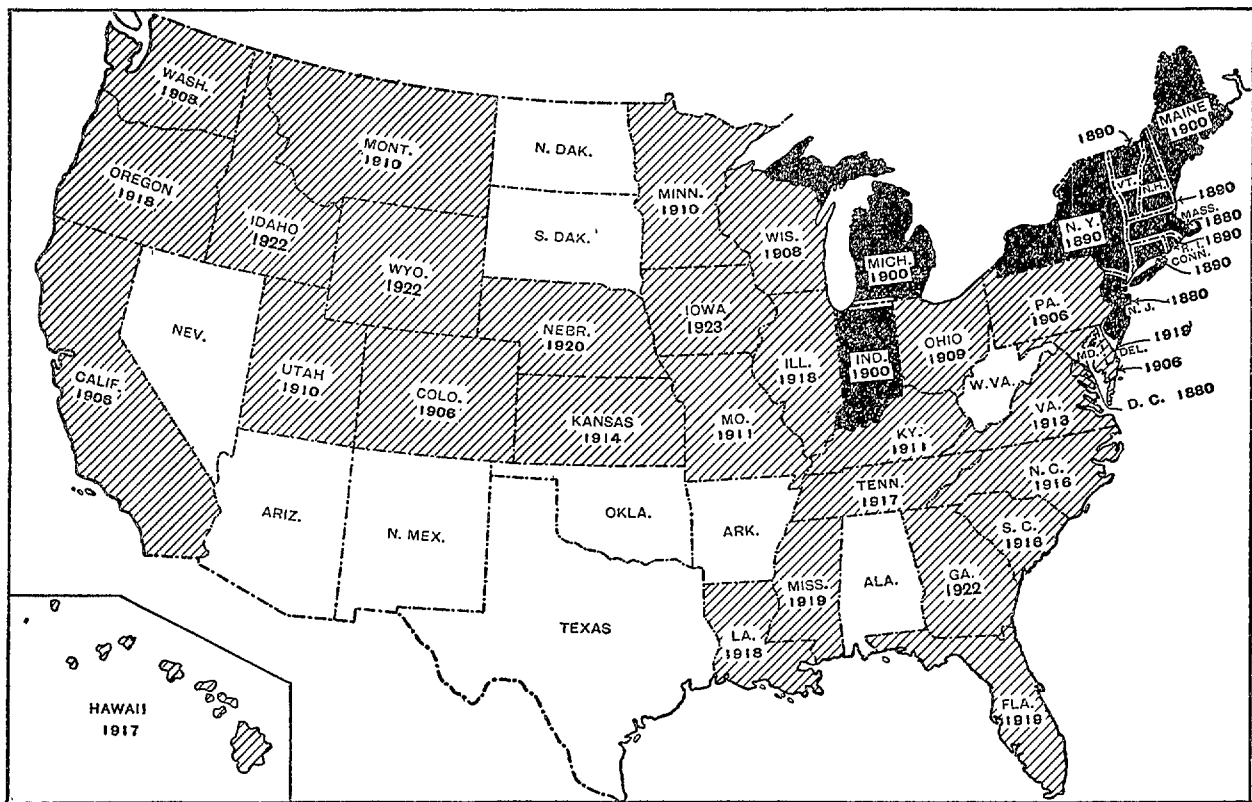 WASH.
1908
MONT.
1910
N. DAK.
MINN.
1910
MAINE
1900
1890
VT.
N.H.
1890
MASS.
1880
R. I.
1890
CONN.
1890
OREGON
1918
IDAHO
1922
S. DAK.
WIS.
1908
N. Y.
1890
MICH.
1900
WYO.
1922
IOWA
1923
PA.
1906
N. J.
1880
NEV.
NEBR.
1920
OHIO
1909
1919
DEL.
MD.
1906
CALIF.
1906
UTAH
1910
COLO.
1906
ILL.
1918
IND.
1900
W. VA.
D. C. 1880
KANSAS
1914
MO.
1911
KY.
1911
VA.
1913
TENN.
1917
N. C.
1916
ARIZ.
N. MEX.
OKLA.
ARK.
S. C.
1916
MISS.
1919
ALA.
GA.
1922
TEXAS
LA.
1918
FLA.
1919
HAWAII
1917